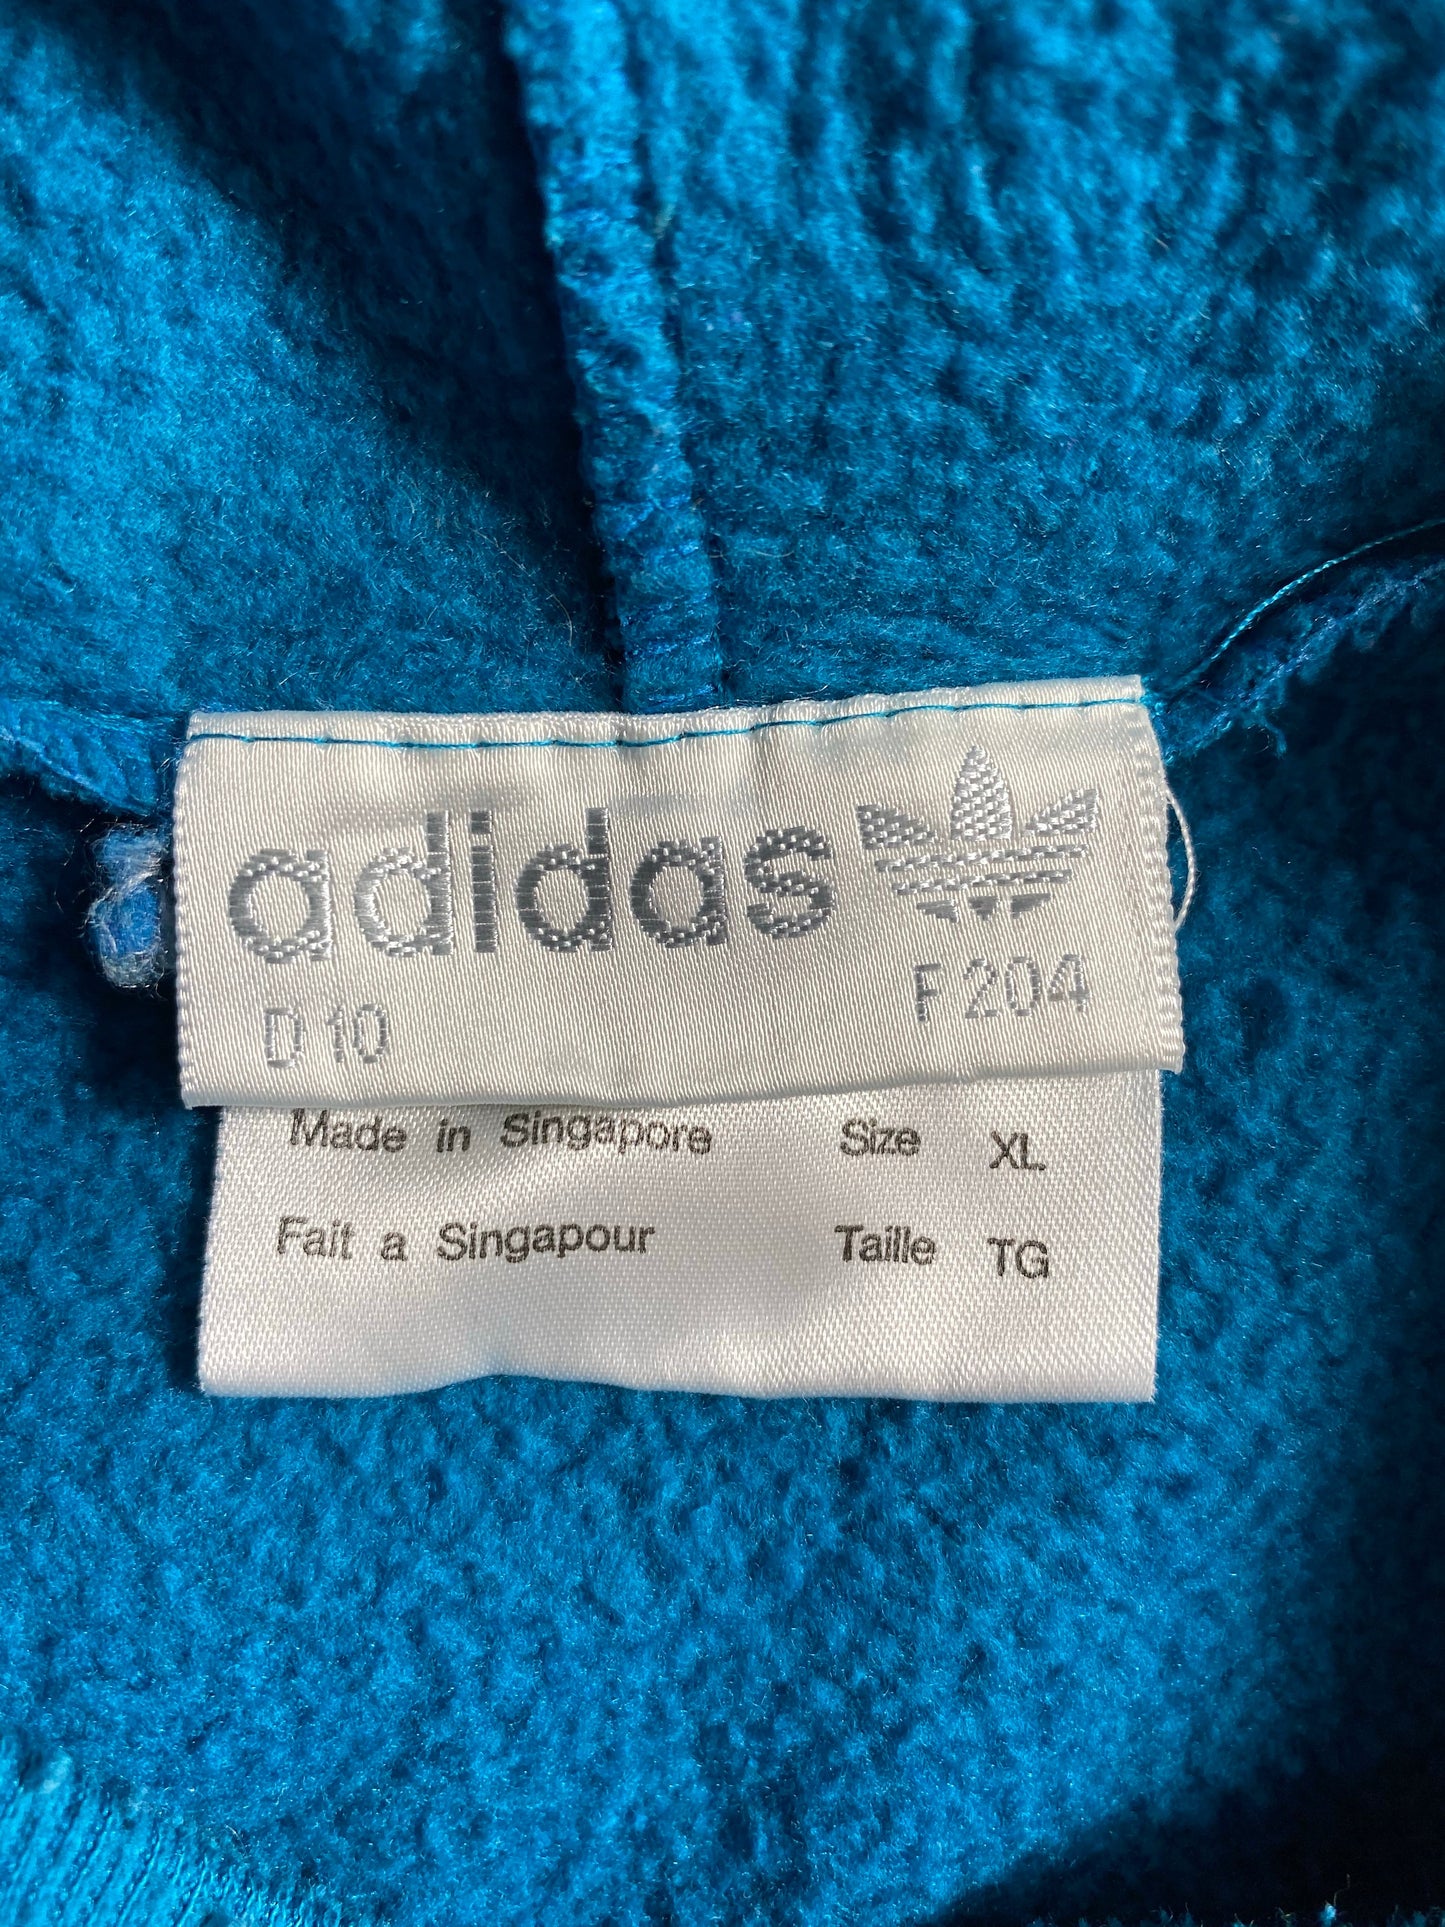 adidas
D 10 F 204
Made in Singapore Size XL
Fait a Singapour Taille TG